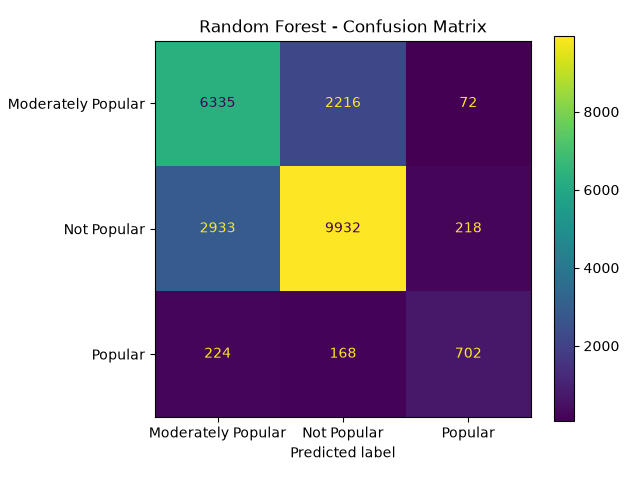 Random Forest - Confusion Matrix
Moderately Popular 6335 2216 72
Not Popular 2933 9932 218
Popular 224 168 702
Moderately Popular Not Popular Popular
Predicted label
8000
6000
4000
2000